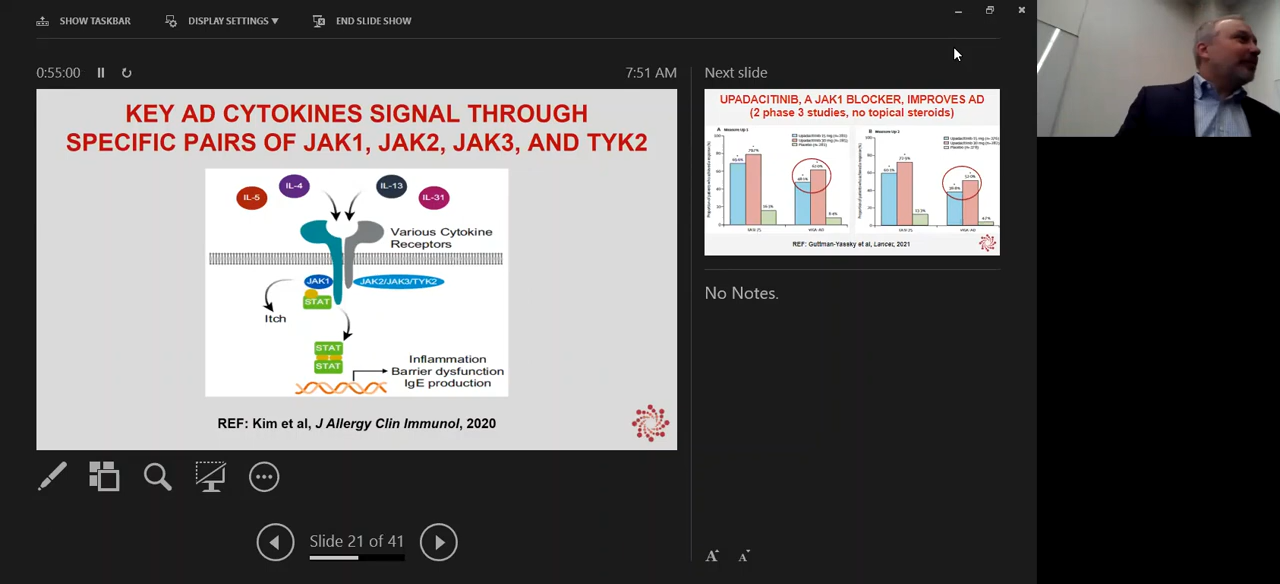 SHOW TASKBAR
DISPLAY SETTINGS ▼
END SLIDE SHOW
0:55:00
7:51 AM
KEY AD CYTOKINES SIGNAL THROUGH
SPECIFIC PAIRS OF JAK1, JAK2, JAK3, AND TYK2
IL-5
IL-4
IL-13
IL-31
Various Cytokine
Receptors
JAK1
JAK2/JAK3/TYK2
STAT
Itch
STAT
STAT
Inflammation
Barrier dysfunction
IgE production
REF: Kim et al, J Allergy Clin Immunol, 2020
Slide 21 of 41
Next slide
UPADACITINIB, A JAK1 BLOCKER, IMPROVES AD
(2 phase 3 studies, no topical steroids)
A Measure Up 1
B
REF: Guttman-Yassky et al, Lancer, 2021
No Notes.
A
A